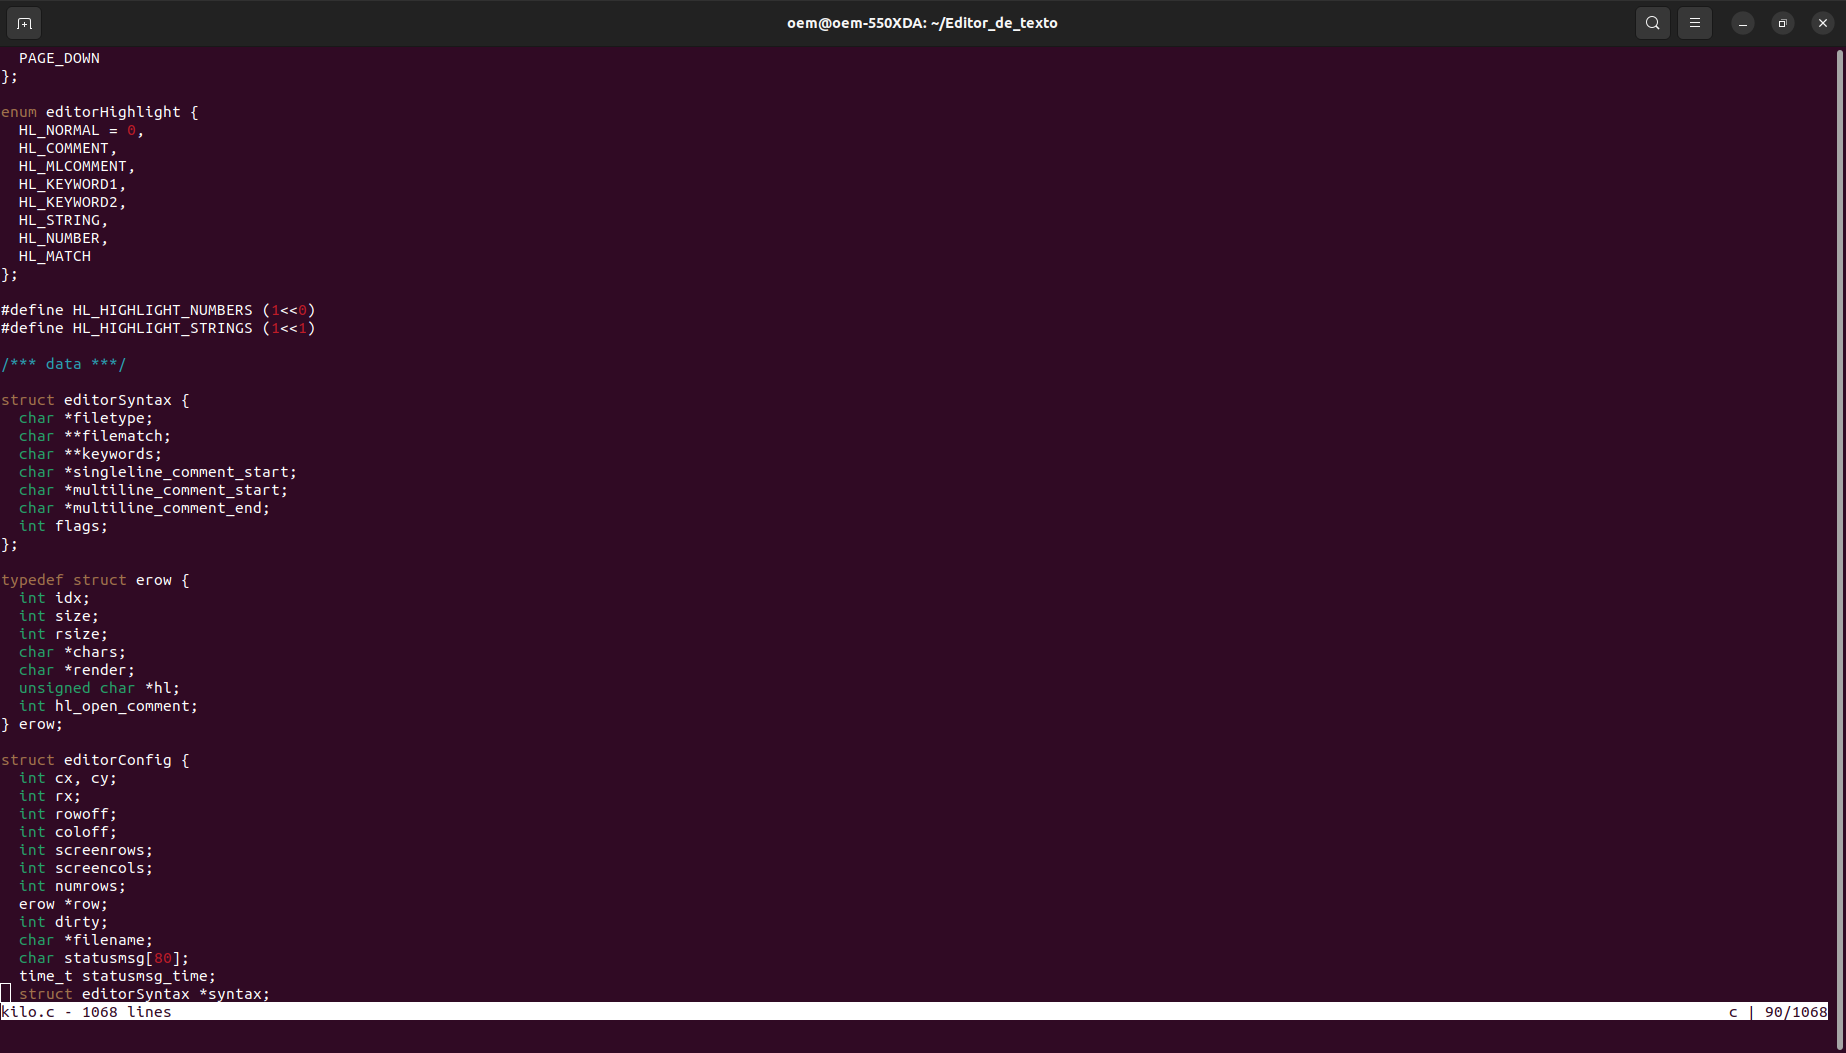 oem@oem-550XDA: ~/Editor_de_texto
  PAGE_DOWN
};

enum editorHighlight {
  HL_NORMAL = 0,
  HL_COMMENT,
  HL_MLCOMMENT,
  HL_KEYWORD1,
  HL_KEYWORD2,
  HL_STRING,
  HL_NUMBER,
  HL_MATCH
};

#define HL_HIGHLIGHT_NUMBERS (1<<0)
#define HL_HIGHLIGHT_STRINGS (1<<1)

/*** data ***/

struct editorSyntax {
  char *filetype;
  char **filematch;
  char **keywords;
  char *singleline_comment_start;
  char *multiline_comment_start;
  char *multiline_comment_end;
  int flags;
};

typedef struct erow {
  int idx;
  int size;
  int rsize;
  char *chars;
  char *render;
  unsigned char *hl;
  int hl_open_comment;
} erow;

struct editorConfig {
  int cx, cy;
  int rx;
  int rowoff;
  int coloff;
  int screenrows;
  int screencols;
  int numrows;
  erow *row;
  int dirty;
  char *filename;
  char statusmsg[80];
  time_t statusmsg_time;
  struct editorSyntax *syntax;
kilo.c - 1068 lines c | 90/1068